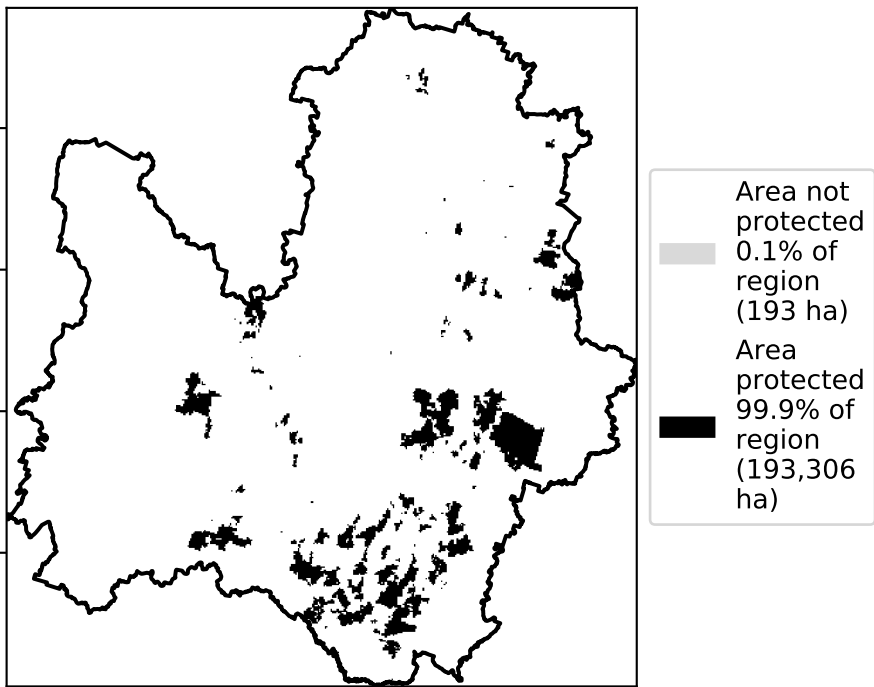 Area not
protected
0.1% of
region
(193 ha)
Area
protected
99.9% of
region
(193,306
ha)